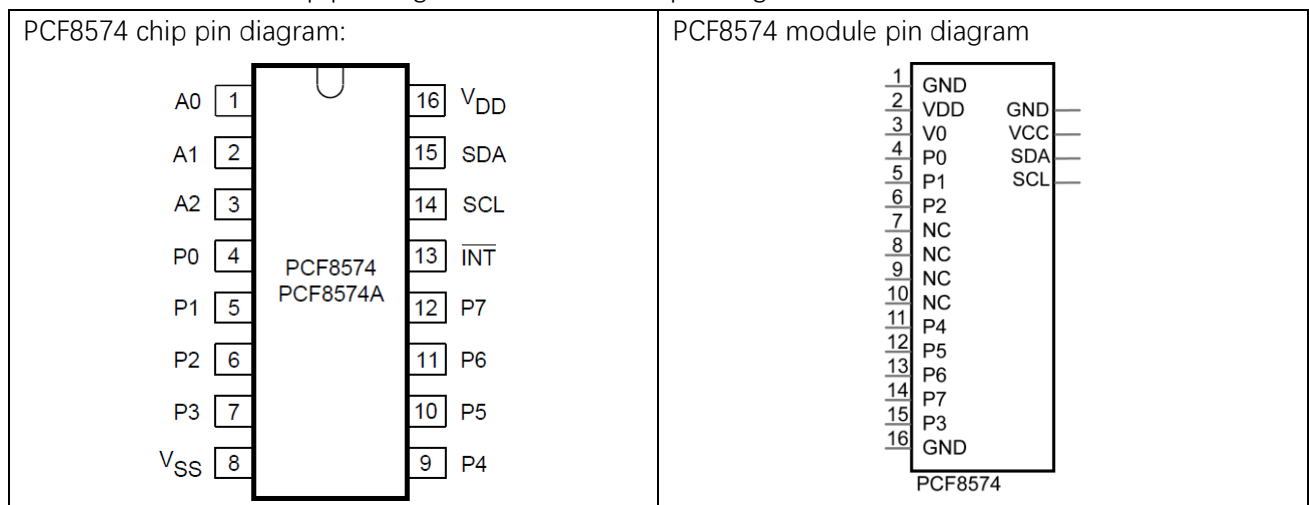 PCF8574 chip pin diagram:
A0 1
A1 2
A2 3
P0 4
P1 5
P2 6
P3 7
VSS 8
PCF8574
PCF8574A
16 VDD
15 SDA
14 SCL
13 INT
12 P7
11 P6
10 P5
9 P4
PCF8574 module pin diagram
1 GND
2 VDD
3 V0
4 P0
5 P1
6 P2
7 NC
8 NC
9 NC
10 NC
11 P4
12 P5
13 P6
14 P7
15 P3
16 GND
GND
VCC
SDA
SCL
PCF8574